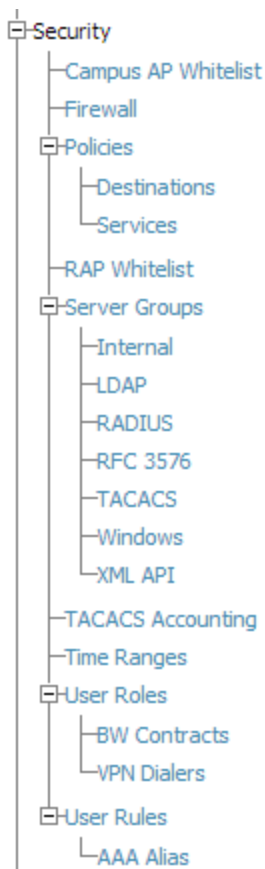 Security
Campus AP Whitelist
Firewall
Policies
Destinations
Services
RAP Whitelist
Server Groups
Internal
LDAP
RADIUS
RFC 3576
TACACS
Windows
XML API
TACACS Accounting
Time Ranges
User Roles
BW Contracts
VPN Dialers
User Rules
AAA Alias